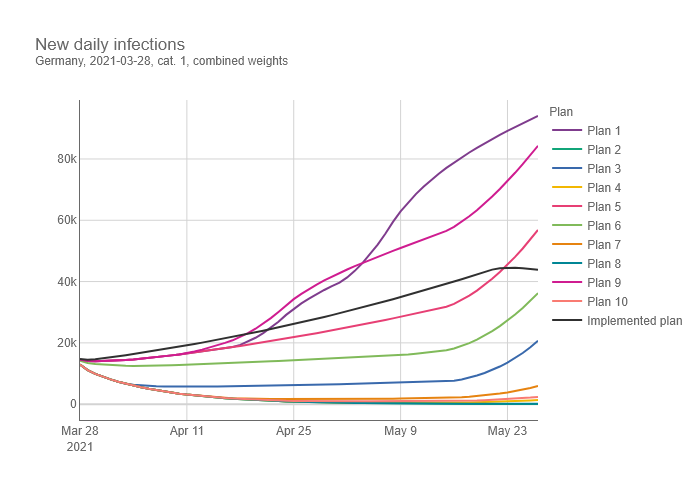 New daily infections
Germany, 2021-03-28, cat. 1, combined weights
Plan
Plan 1
Plan 2
Plan 3
Plan 4
Plan 5
Plan 6
Plan 7
Plan 8
Plan 9
Plan 10
Implemented plan
80k
60k
40k
20k
0
Mar 28
2021
Apr 11
Apr 25
May 9
May 23